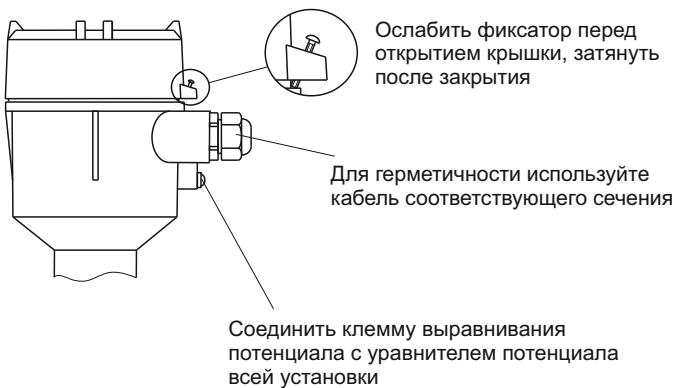 Ослабить фиксатор перед
открытием крышки, затянуть
после закрытия
Для герметичности используйте
кабель соответствующего сечения
Соединить клемму выравнивания
потенциала с уравнителем потенциала
всей установки